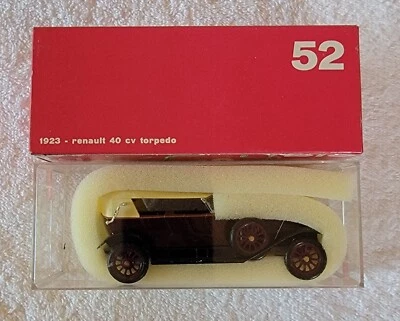 52
1923 - renault 40 cv torpedo